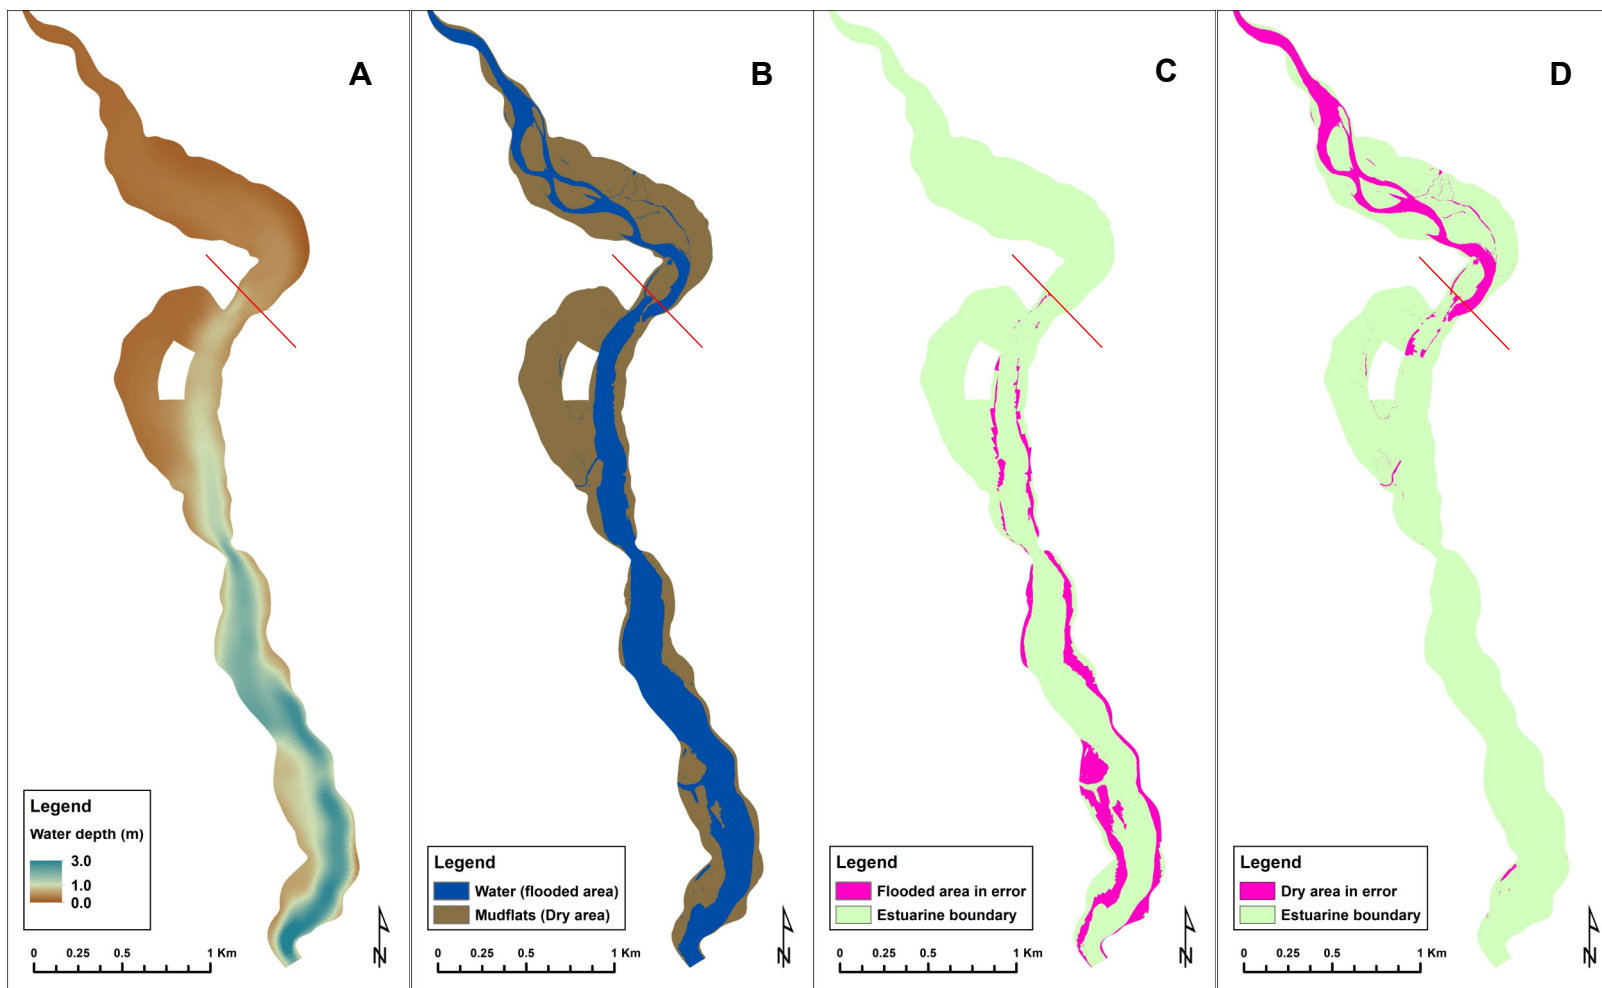 A
B
C
D
Legend
Water depth (m)
3.0
1.0
0.0
0 0.25 0.5 1 Km
N
Legend
Water (flooded area)
Mudflats (Dry area)
0 0.25 0.5 1 Km
N
Legend
Flooded area in error
Estuarine boundary
0 0.25 0.5 1 Km
N
Legend
Dry area in error
Estuarine boundary
0 0.25 0.5 1 Km
N